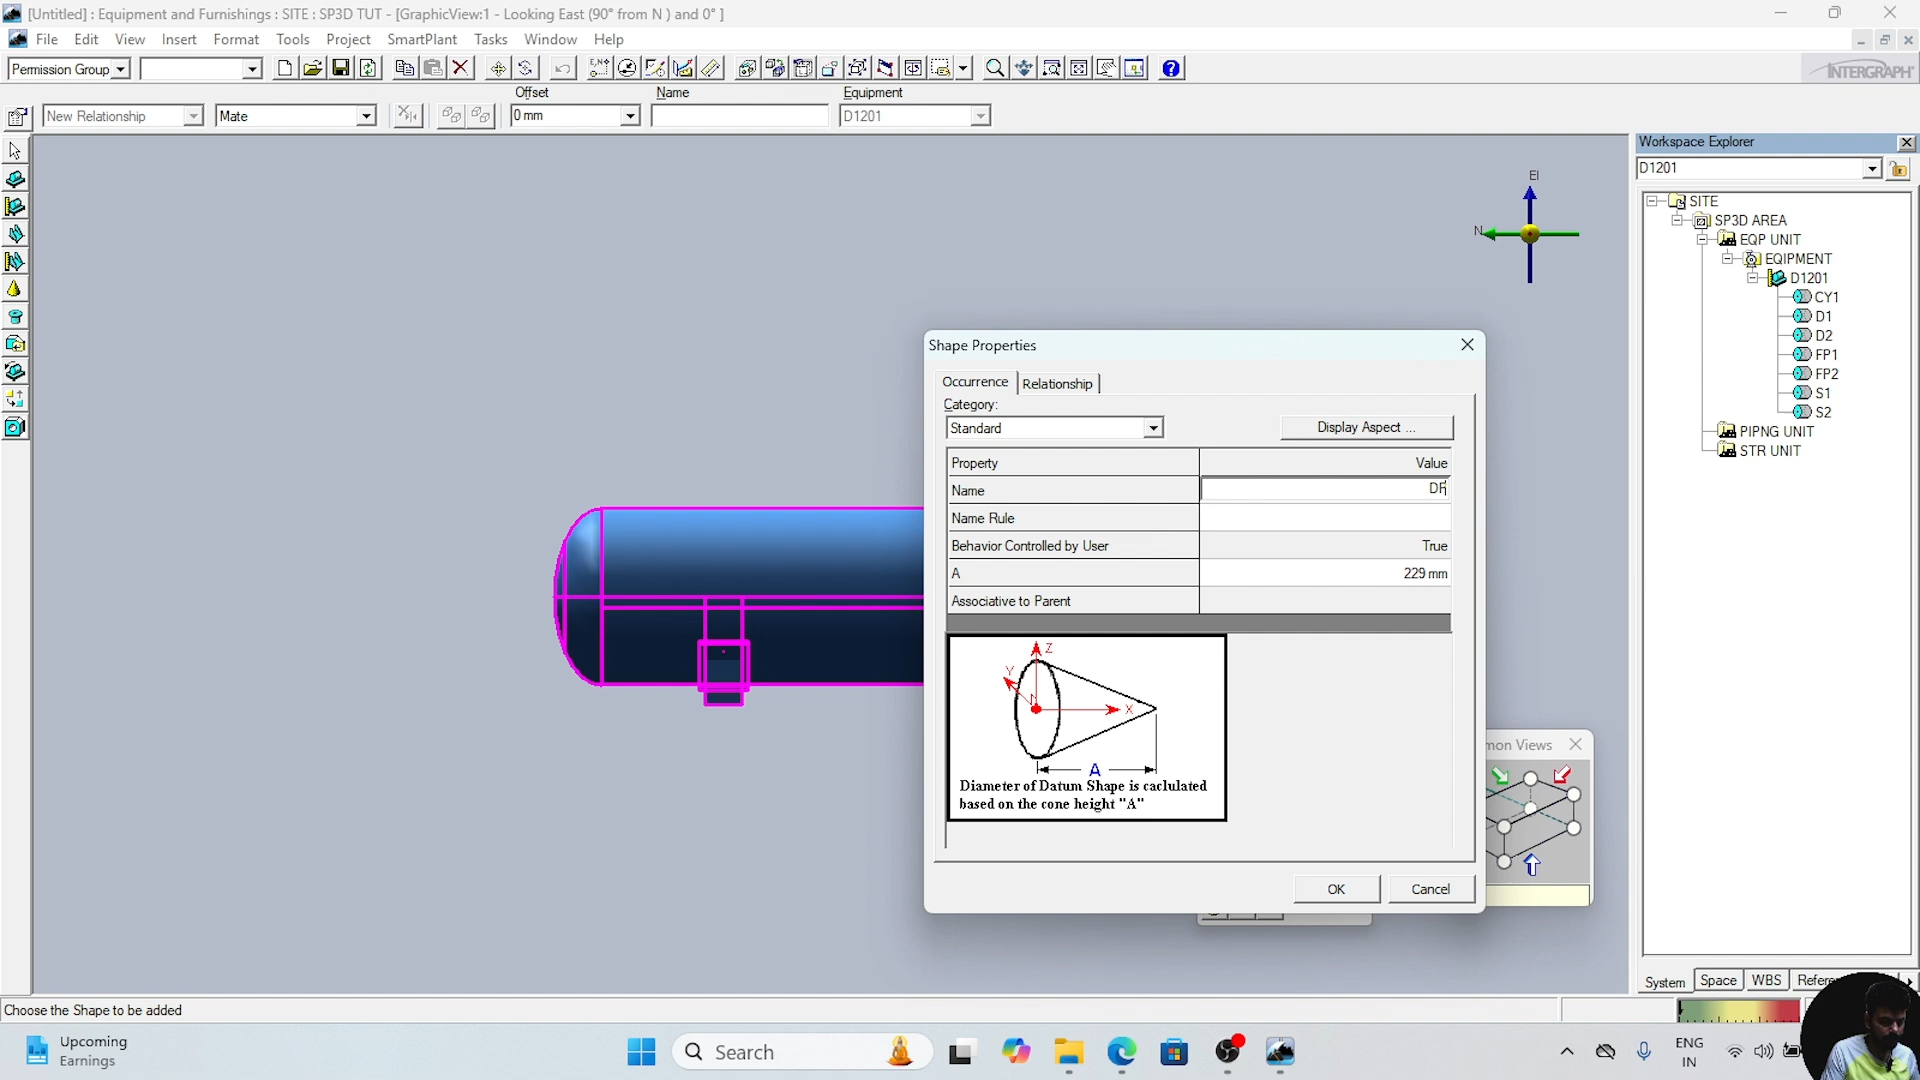 [Untitled] : Equipment and Furnishings : SITE : SP3D TUT - [GraphicView:1 - Looking East (90° from N ) and 0° ]
File Edit View Insert Format Tools Project SmartPlant Tasks Window Help
Permission Group
INTERGRAPH
Offset Name Equipment
New Relationship Mate 0 mm D1201
Workspace Explorer
D1201
SITE
SP3D AREA
EQP UNIT
EQIPMENT
D1201
CY1
D1
D2
FP1
FP2
S1
S2
PIPNG UNIT
STR UNIT
El
N
Shape Properties
Occurrence Relationship
Category:
Standard Display Aspect ...
Property Value
Name
Name Rule
Behavior Controlled by User True
A 229 mm
Associative to Parent
Z
Y
X
A
Diameter of Datum Shape is caclulated
based on the cone height "A"
OK Cancel
mon Views
System Space WBS Refere
Choose the Shape to be added
Upcoming
Earnings
Search
ENG
IN